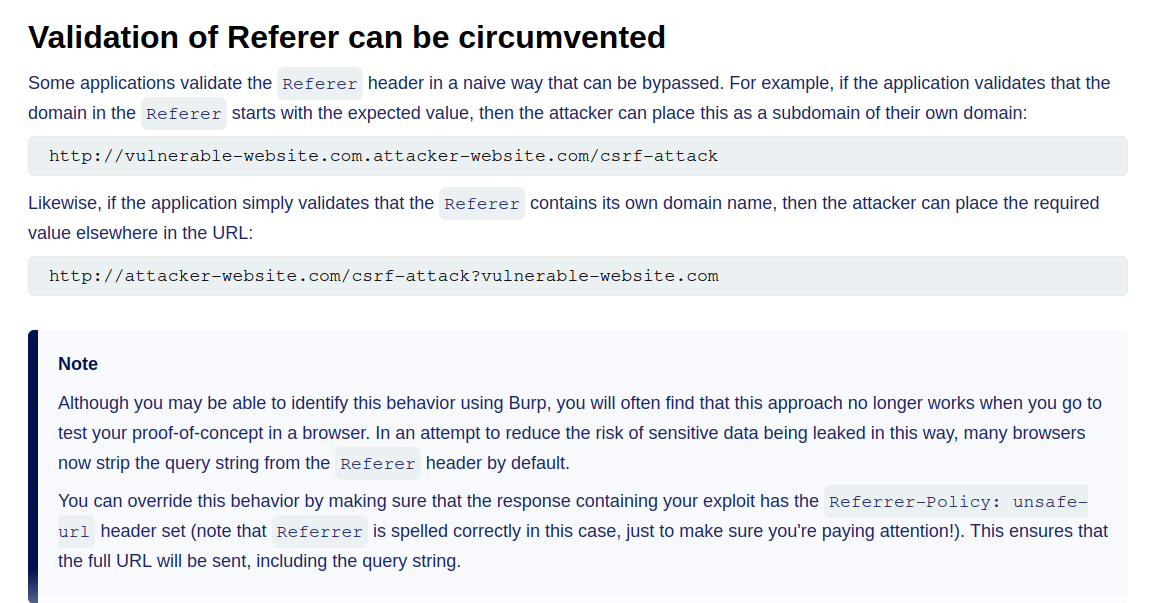 Validation of Referer can be circumvented
Some applications validate the Referer header in a naive way that can be bypassed. For example, if the application validates that the
domain in the Referer starts with the expected value, then the attacker can place this as a subdomain of their own domain:
http://vulnerable-website.com.attacker-website.com/csrf-attack
Likewise, if the application simply validates that the Referer contains its own domain name, then the attacker can place the required
value elsewhere in the URL:
http://attacker-website.com/csrf-attack?vulnerable-website.com
Note
Although you may be able to identify this behavior using Burp, you will often find that this approach no longer works when you go to
test your proof-of-concept in a browser. In an attempt to reduce the risk of sensitive data being leaked in this way, many browsers
now strip the query string from the Referer header by default.
You can override this behavior by making sure that the response containing your exploit has the Referrer-Policy: unsafe-
url header set (note that Referrer is spelled correctly in this case, just to make sure you're paying attention!). This ensures that
the full URL will be sent, including the query string.